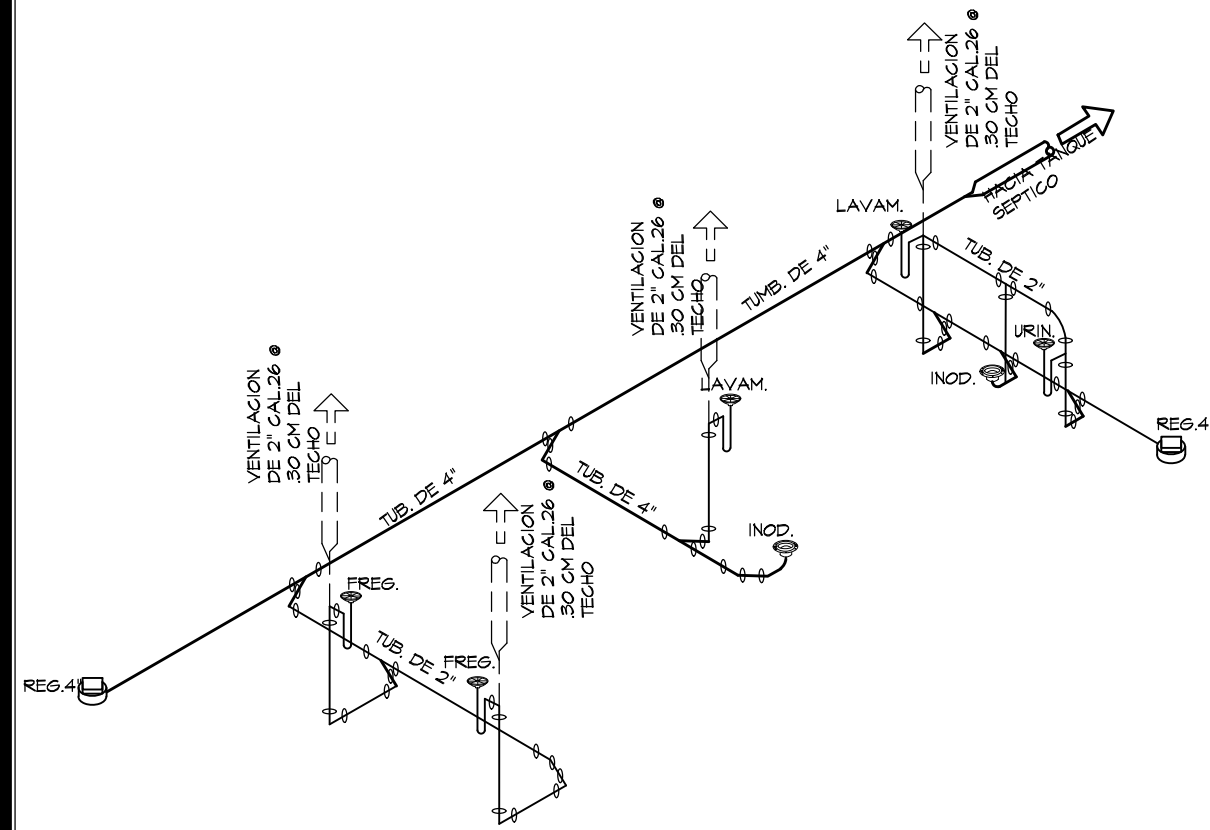 VENTILACION
DE 2" CAL.26 @
.30 CM DEL
TECHO
HACIA TANQUE
SEPTICO
LAVAM.
VENTILACION
DE 2" CAL.26 @
.30 CM DEL
TECHO
TUMB. DE 4"
TUB. DE 2"
URIN.
INOD.
REG.4
LAVAM.
VENTILACION
DE 2" CAL.26 @
.30 CM DEL
TECHO
TUB. DE 4"
TUB. DE 4"
INOD.
VENTILACION
DE 2" CAL.26 @
.30 CM DEL
TECHO
FREG.
TUB. DE 2"
FREG.
REG.4"